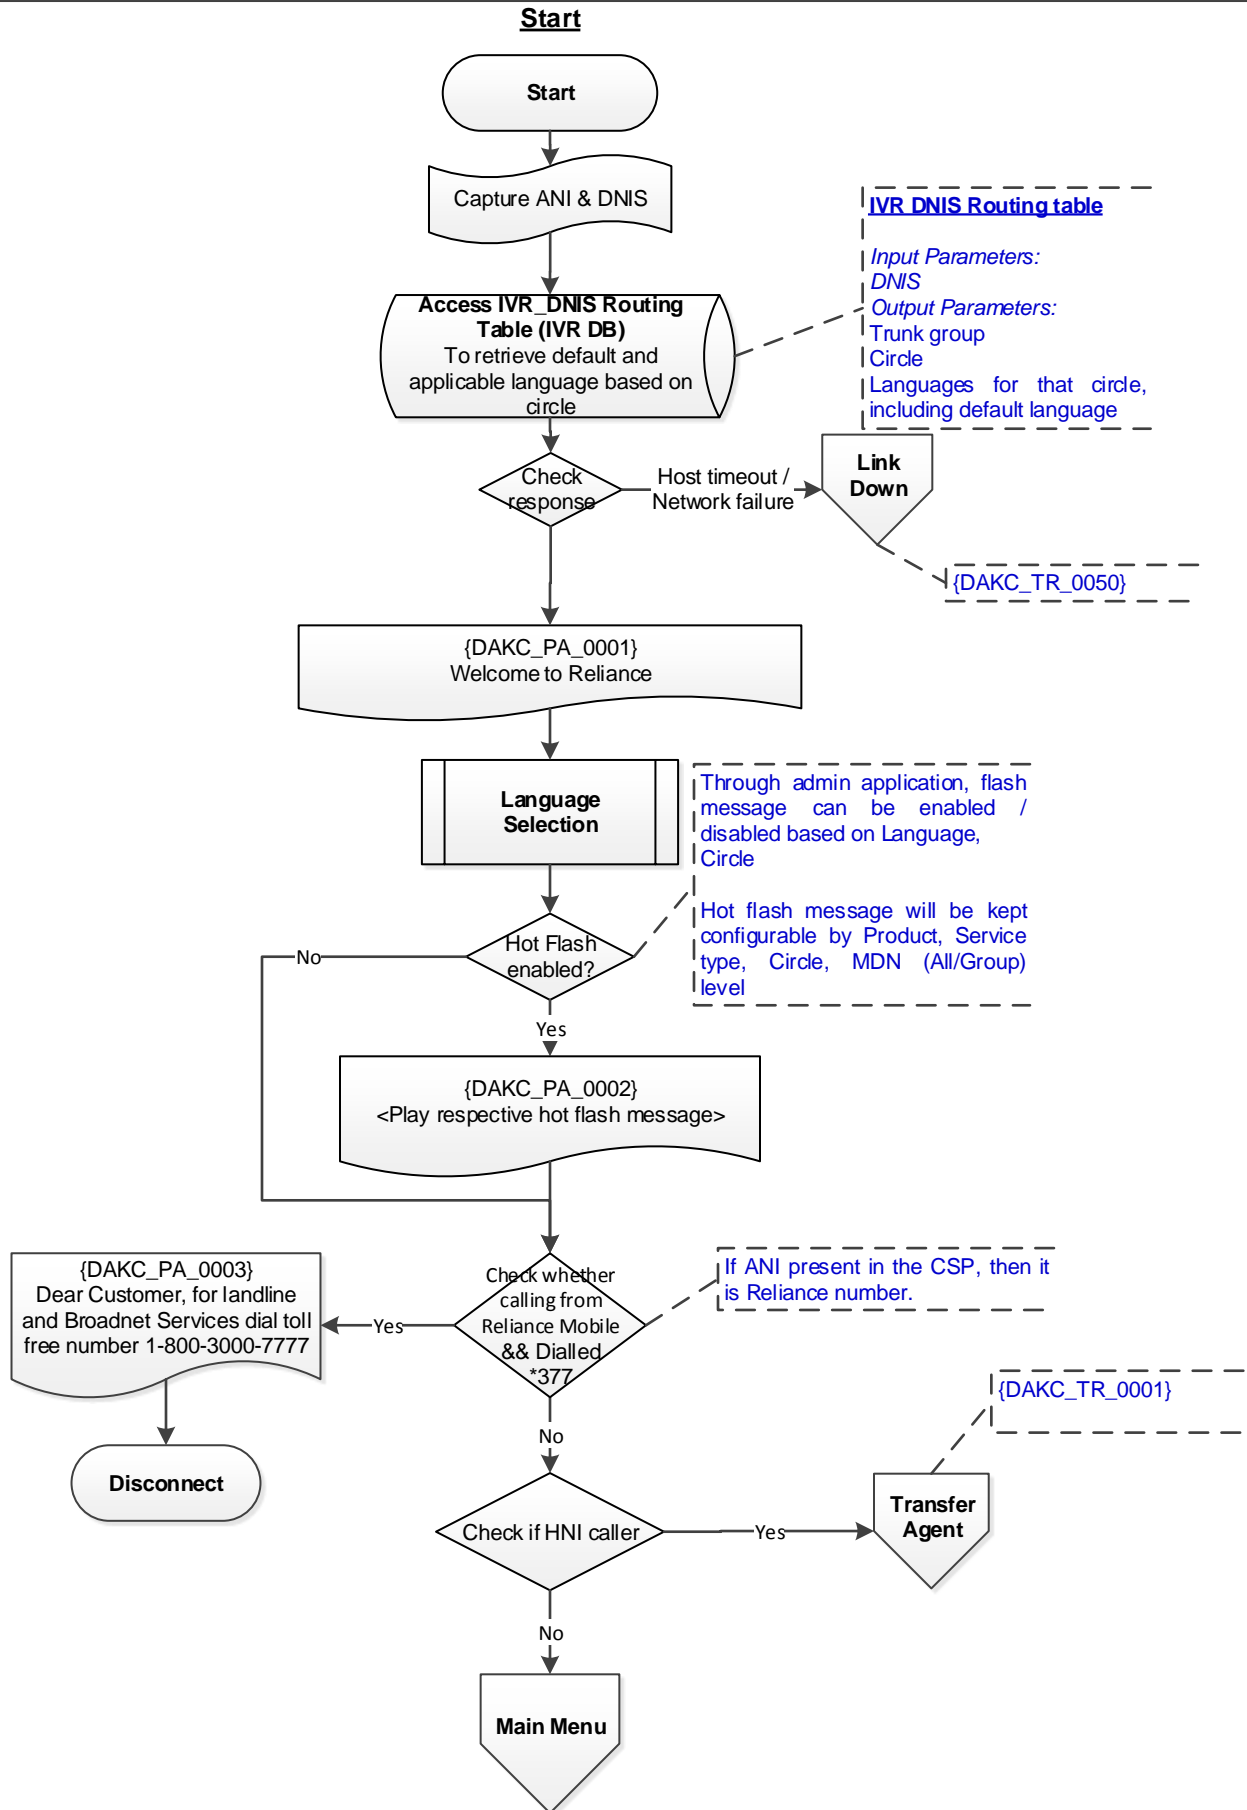 Start
Start
Capture ANI & DNIS
IVR DNIS Routing table
Input Parameters:
DNIS
Output Parameters:
Trunk group
Circle
Languages for that circle,
including default language
Access IVR_DNIS Routing
Table (IVR DB)
To retrieve default and
applicable language based on
circle
Check
response
Host timeout /
Network failure
Link
Down
{DAKC_TR_0050}
{DAKC_PA_0001}
Welcome to Reliance
Language
Selection
Through admin application, flash
message can be enabled /
disabled based on Language,
Circle
Hot flash message will be kept
configurable by Product, Service
type, Circle, MDN (All/Group)
level
Hot Flash
enabled?
No
Yes
{DAKC_PA_0002}
<Play respective hot flash message>
{DAKC_PA_0003}
Dear Customer, for landline
and Broadnet Services dial toll
free number 1-800-3000-7777
Yes
Check whether
calling from
Reliance Mobile
&& Dialled
*377
If ANI present in the CSP, then it
is Reliance number.
No
Disconnect
{DAKC_TR_0001}
Check if HNI caller
Yes
Transfer
Agent
No
Main Menu